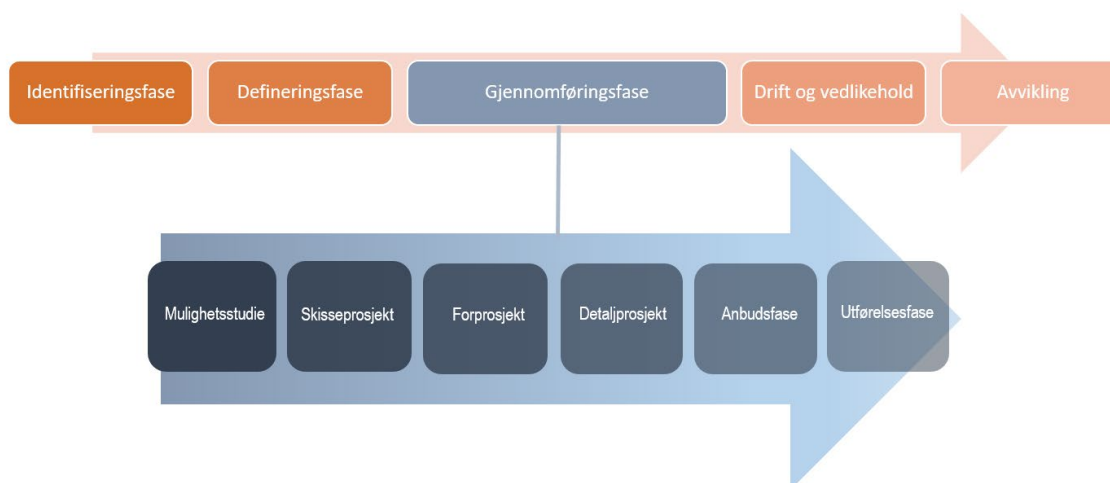 Identifiseringsfase
Defineringsfase
Gjennomføringsfase
Drift og vedlikehold
Avvikling
Mulighetsstudie
Skisseprosjekt
Forprosjekt
Detaljprosjekt
Anbudsfase
Utførelsesfase